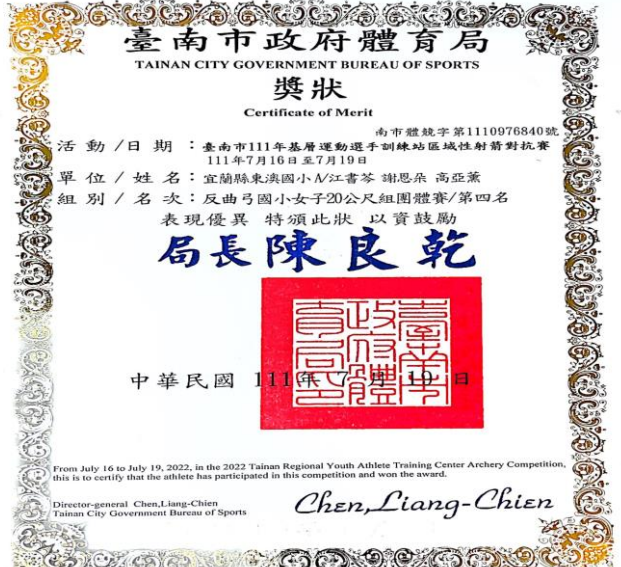 臺南市政府體育局
TAINAN CITY GOVERNMENT BUREAU OF SPORTS
獎狀
Certificate of Merit
南市體競字第1110976840號
活動/日期：臺南市111年基層運動選手訓練站區域性射箭對抗賽
111年7月16日至7月19日
單位/姓名：宜蘭縣東澳國小A/江書芩 謝恩朵 高亞薰
組別/名次：反曲弓國小女子20公尺組團體賽/第四名
表現優異 特頒此狀 以資鼓勵
局長陳良乾
中華民國 111年 7 月 19 日
From July 16 to July 19, 2022, in the 2022 Tainan Regional Youth Athlete Training Center Archery Competition,
this is to certify that the athlete has participated in this competition and won the award.
Director-general Chen,Liang-Chien
Tainan City Government Bureau of Sports
Chen,Liang-Chien